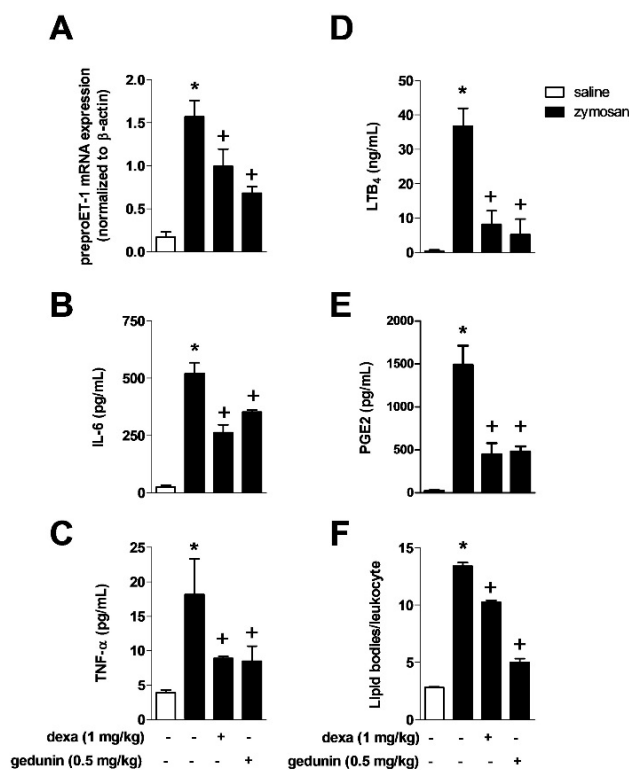 A
preproET-1 mRNA expression
(normalized to β-actin)
2.0
1.5
1.0
0.5
0.0
*
+
+
D
LTB4 (ng/mL)
50
40
30
20
10
0
*
+
+
saline
zymosan
B
IL-6 (pg/mL)
750
500
250
0
*
+
+
E
PGE2 (pg/mL)
2000
1500
1000
500
0
*
+
+
C
TNF-α (pg/mL)
25
20
15
10
5
0
*
+
+
F
Lipid bodies/leukocyte
15
10
5
0
*
+
+
dexa (1 mg/kg) - - + -
gedunin (0.5 mg/kg) - - - +
dexa (1 mg/kg) - - + -
gedunin (0.5 mg/kg) - - - +